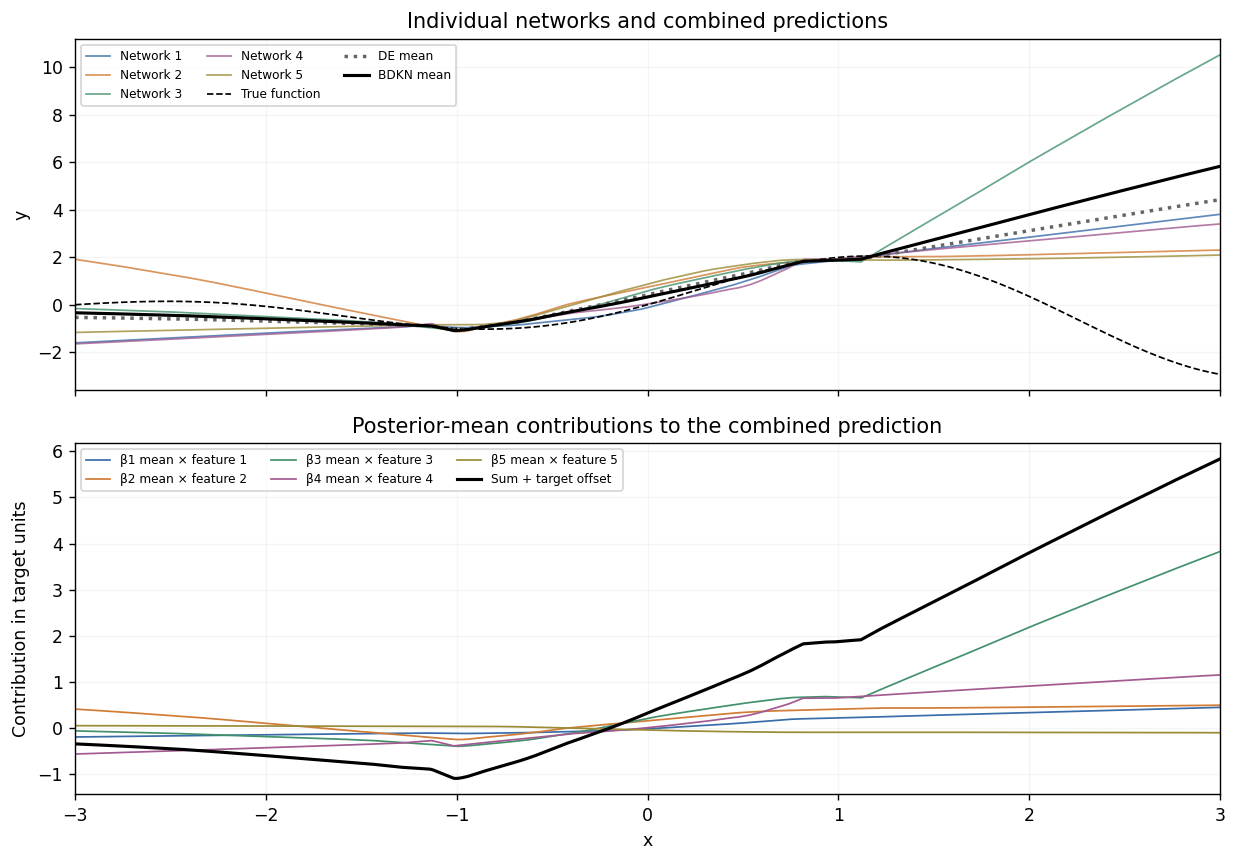 Individual networks and combined predictions
Network 1
Network 2
Network 3
Network 4
Network 5
True function
DE mean
BDKN mean
10
8
6
4
2
0
−2
y
Posterior-mean contributions to the combined prediction
β1 mean × feature 1
β2 mean × feature 2
β3 mean × feature 3
β4 mean × feature 4
β5 mean × feature 5
Sum + target offset
6
5
4
3
2
1
0
−1
Contribution in target units
−3
−2
−1
0
1
2
3
x